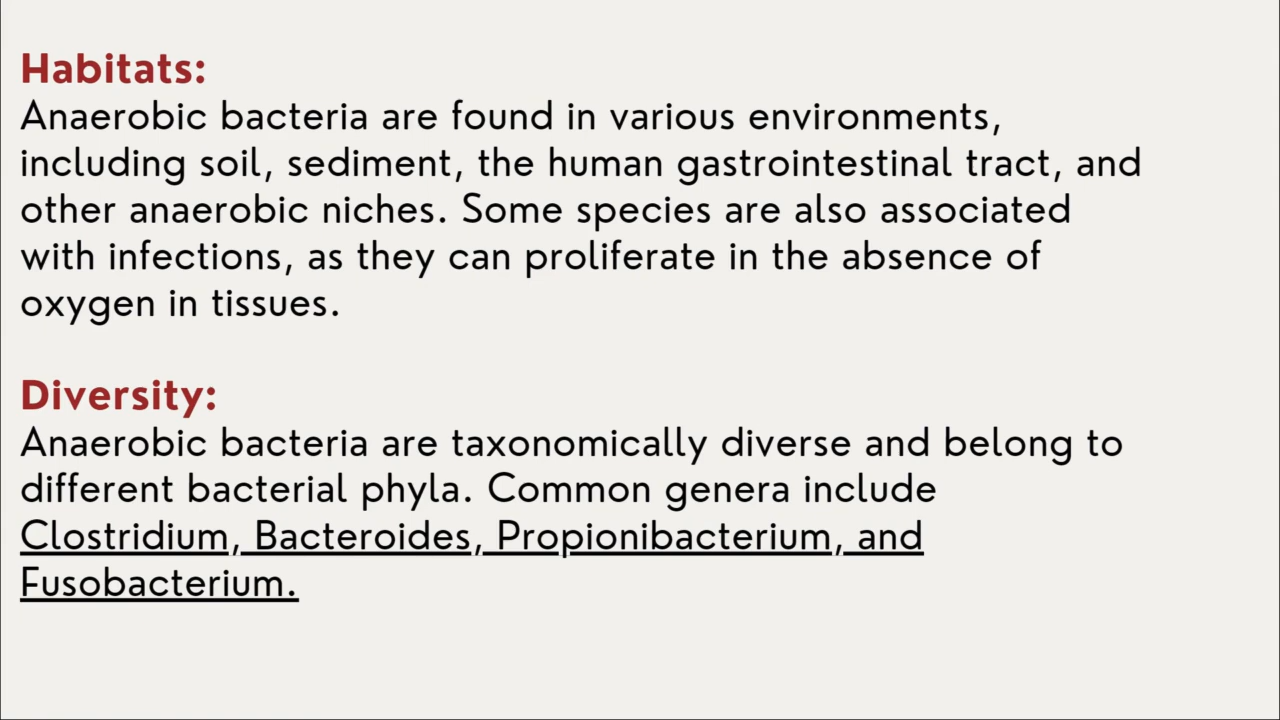 Habitats:
Anaerobic bacteria are found in various environments,
including soil, sediment, the human gastrointestinal tract, and
other anaerobic niches. Some species are also associated
with infections, as they can proliferate in the absence of
oxygen in tissues.
Diversity:
Anaerobic bacteria are taxonomically diverse and belong to
different bacterial phyla. Common genera include
Clostridium, Bacteroides, Propionibacterium, and
Fusobacterium.